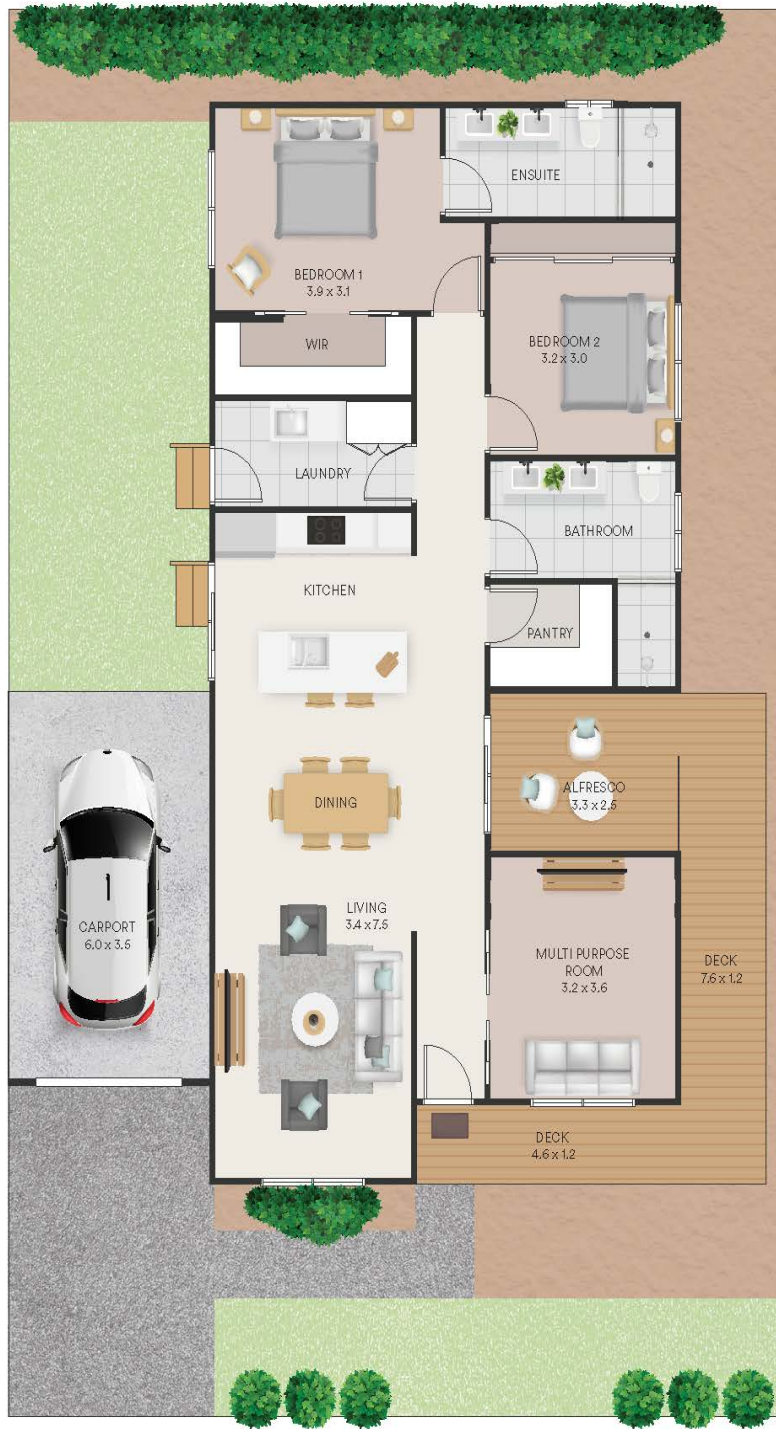 ENSUITE
BEDROOM 1
3.9 x 3.1
WIR
BEDROOM 2
3.2 x 3.0
LAUNDRY
BATHROOM
KITCHEN
PANTRY
ALFRESCO
3.3 x 2.5
DINING
LIVING
3.4 x 7.5
1
CARPORT
6.0 x 3.5
MULTI PURPOSE
ROOM
3.2 x 3.6
DECK
7.6 x 1.2
DECK
4.6 x 1.2